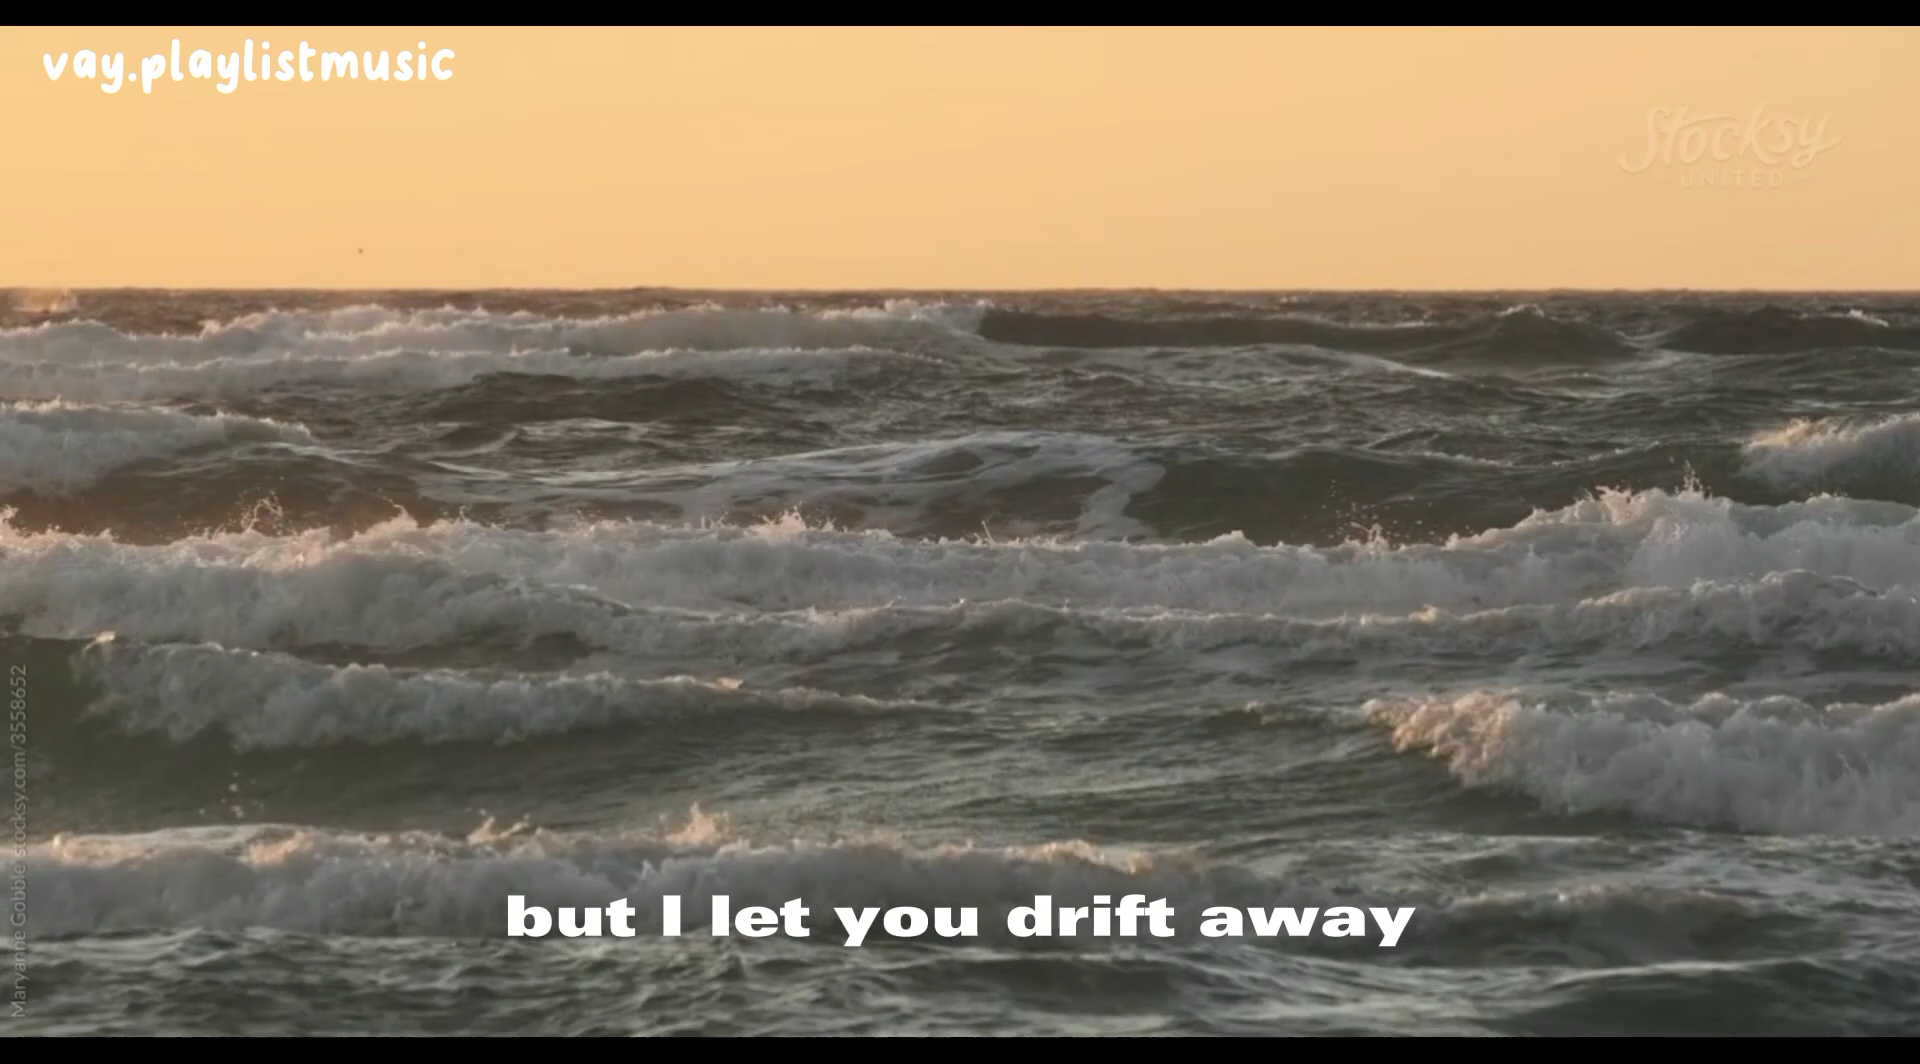 vay.playlistmusic
Stocksy
UNITED
Maryanne Gobble stocksy.com/3558652
but I let you drift away